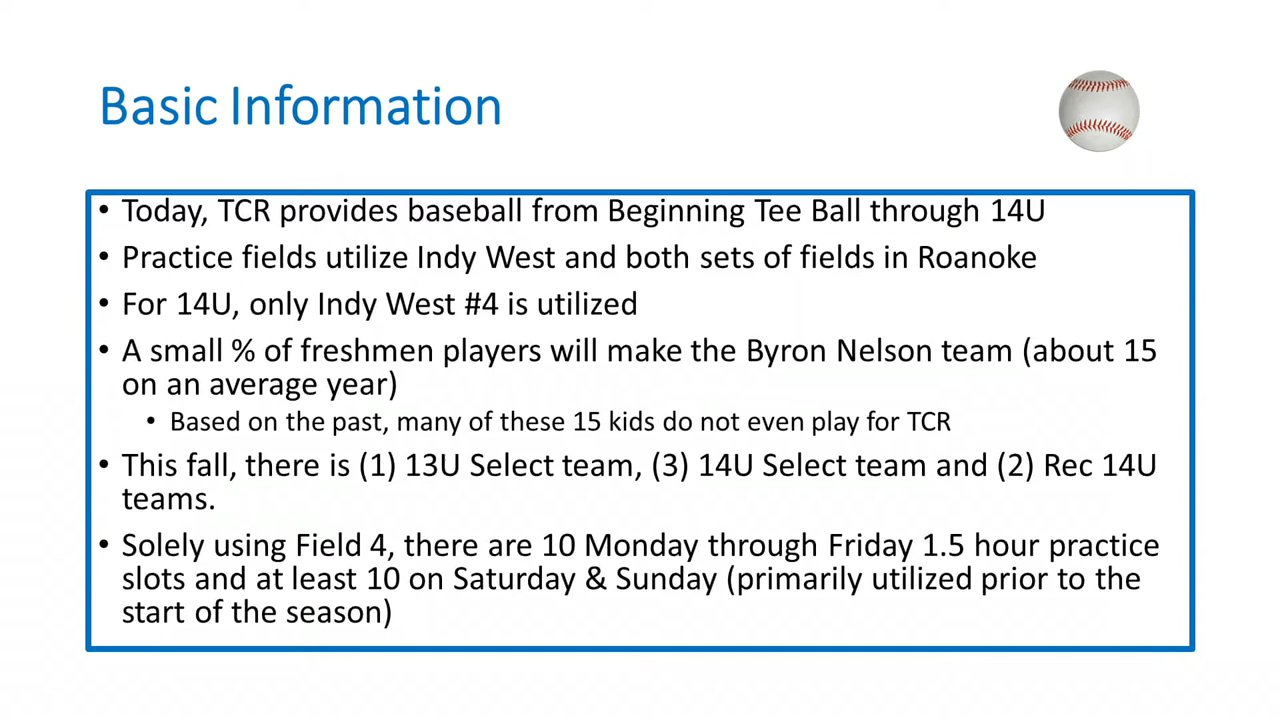 Basic Information
• Today, TCR provides baseball from Beginning Tee Ball through 14U
• Practice fields utilize Indy West and both sets of fields in Roanoke
• For 14U, only Indy West #4 is utilized
• A small % of freshmen players will make the Byron Nelson team (about 15
on an average year)
• Based on the past, many of these 15 kids do not even play for TCR
• This fall, there is (1) 13U Select team, (3) 14U Select team and (2) Rec 14U
teams.
• Solely using Field 4, there are 10 Monday through Friday 1.5 hour practice
slots and at least 10 on Saturday & Sunday (primarily utilized prior to the
start of the season)